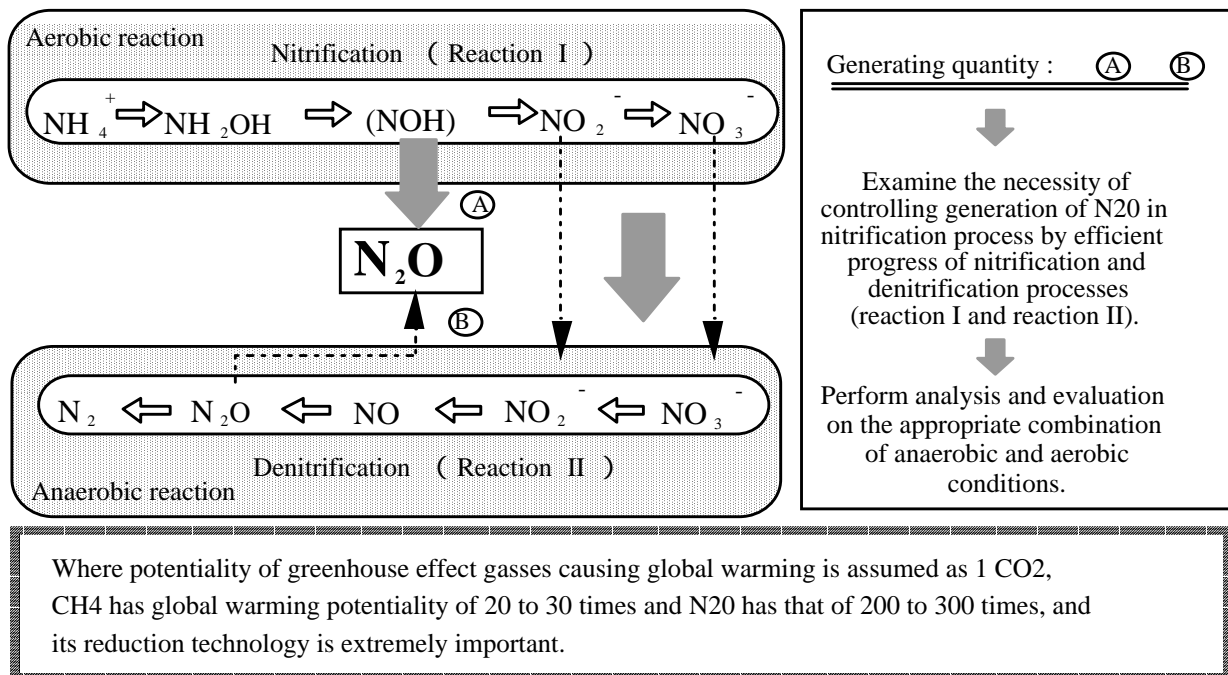 Aerobic reaction
Nitrification ( Reaction I )
NH4+ ⇨ NH2OH ⇨ (NOH) ⇨ NO2- ⇨ NO3-
A
N2O
B
N2 ⇦ N2O ⇦ NO ⇦ NO2- ⇦ NO3-
Denitrification ( Reaction II )
Anaerobic reaction
Generating quantity : A B
Examine the necessity of
controlling generation of N20 in
nitrification process by efficient
progress of nitrification and
denitrification processes
(reaction I and reaction II).
Perform analysis and evaluation
on the appropriate combination
of anaerobic and aerobic
conditions.
Where potentiality of greenhouse effect gasses causing global warming is assumed as 1 CO2,
CH4 has global warming potentiality of 20 to 30 times and N20 has that of 200 to 300 times, and
its reduction technology is extremely important.